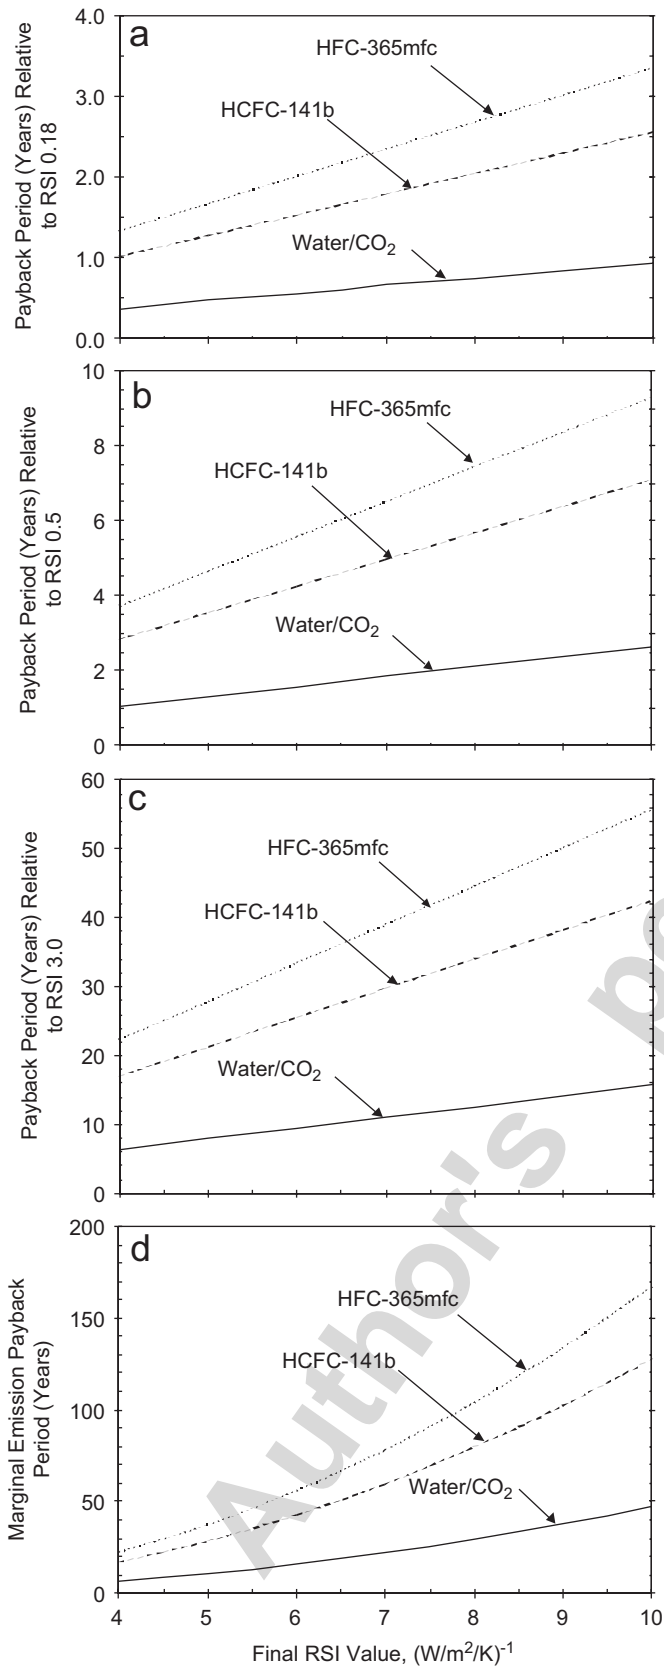 a
4.0
3.0
2.0
1.0
0.0
Payback Period (Years) Relative
to RSI 0.18
HFC-365mfc
HCFC-141b
Water/CO2
b
10
8
6
4
2
0
Payback Period (Years) Relative
to RSI 0.5
HFC-365mfc
HCFC-141b
Water/CO2
c
60
50
40
30
20
10
0
Payback Period (Years) Relative
to RSI 3.0
HFC-365mfc
HCFC-141b
Water/CO2
d
200
150
100
50
0
Marginal Emission Payback
Period (Years)
HFC-365mfc
HCFC-141b
Water/CO2
4 5 6 7 8 9 10
Final RSI Value, (W/m²/K)⁻¹
Author's